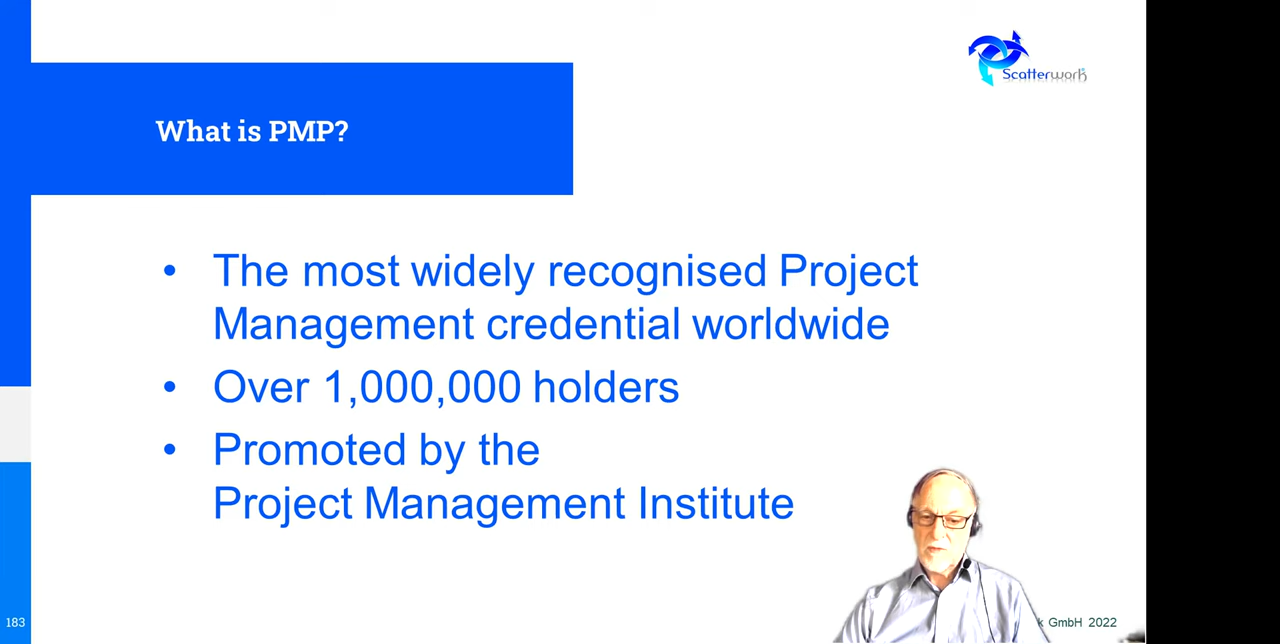 Scatterwork
What is PMP?
• The most widely recognised Project
Management credential worldwide
• Over 1,000,000 holders
• Promoted by the
Project Management Institute
183
k GmbH 2022